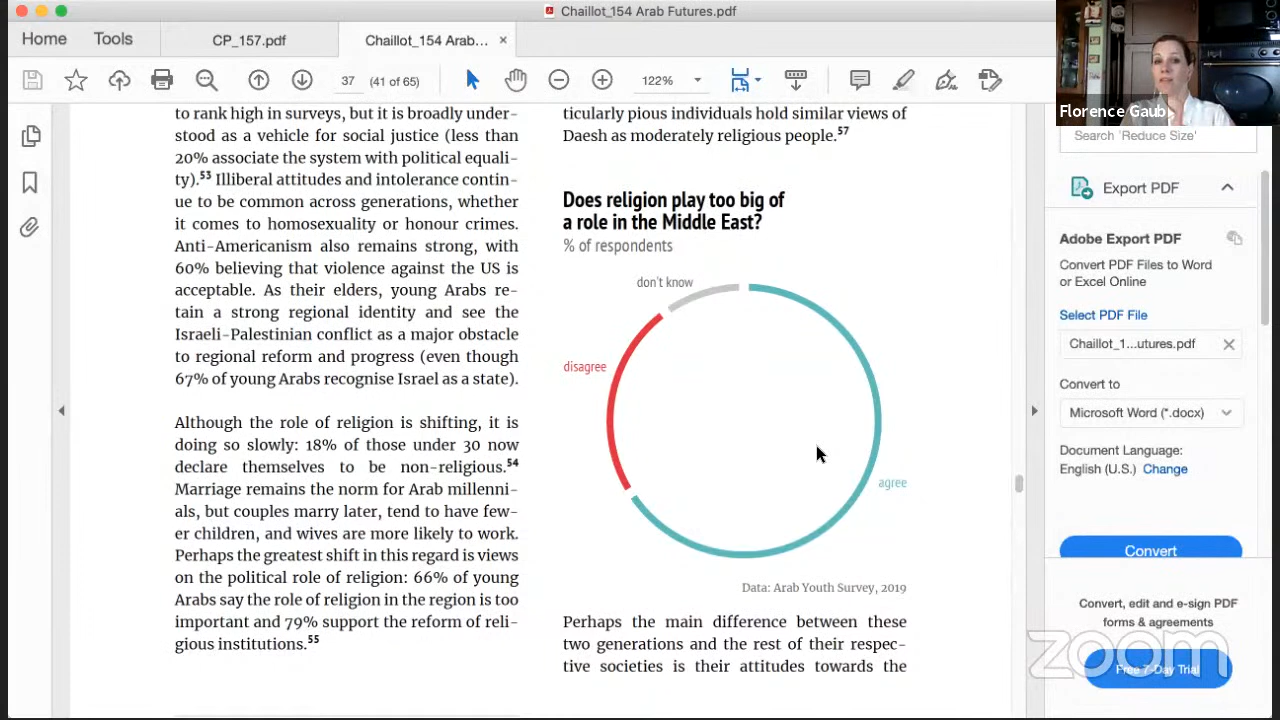 Chaillot_154 Arab Futures.pdf
Home
Tools
CP_157.pdf
Chaillot_154 Arab...
×
37
(41 of 65)
122%
to rank high in surveys, but it is broadly under-
stood as a vehicle for social justice (less than
20% associate the system with political equali-
ty).53 Illiberal attitudes and intolerance contin-
ue to be common across generations, whether
it comes to homosexuality or honour crimes.
Anti-Americanism also remains strong, with
60% believing that violence against the US is
acceptable. As their elders, young Arabs re-
tain a strong regional identity and see the
Israeli-Palestinian conflict as a major obstacle
to regional reform and progress (even though
67% of young Arabs recognise Israel as a state).
Although the role of religion is shifting, it is
doing so slowly: 18% of those under 30 now
declare themselves to be non-religious.54
Marriage remains the norm for Arab millenni-
als, but couples marry later, tend to have few-
er children, and wives are more likely to work.
Perhaps the greatest shift in this regard is views
on the political role of religion: 66% of young
Arabs say the role of religion in the region is too
important and 79% support the reform of reli-
gious institutions.55
ticularly pious individuals hold similar views of
Daesh as moderately religious people.57
Does religion play too big of
a role in the Middle East?
% of respondents
don't know
disagree
agree
Data: Arab Youth Survey, 2019
Perhaps the main difference between these
two generations and the rest of their respec-
tive societies is their attitudes towards the
Florence Gaub
Search 'Reduce Size'
Export PDF
Adobe Export PDF
Convert PDF Files to Word
or Excel Online
Select PDF File
Chaillot_1...utures.pdf
Convert to
Microsoft Word (*.docx)
Document Language:
English (U.S.) Change
Convert
Convert, edit and e-sign PDF
forms & agreements
Free 7-Day Trial
zoom